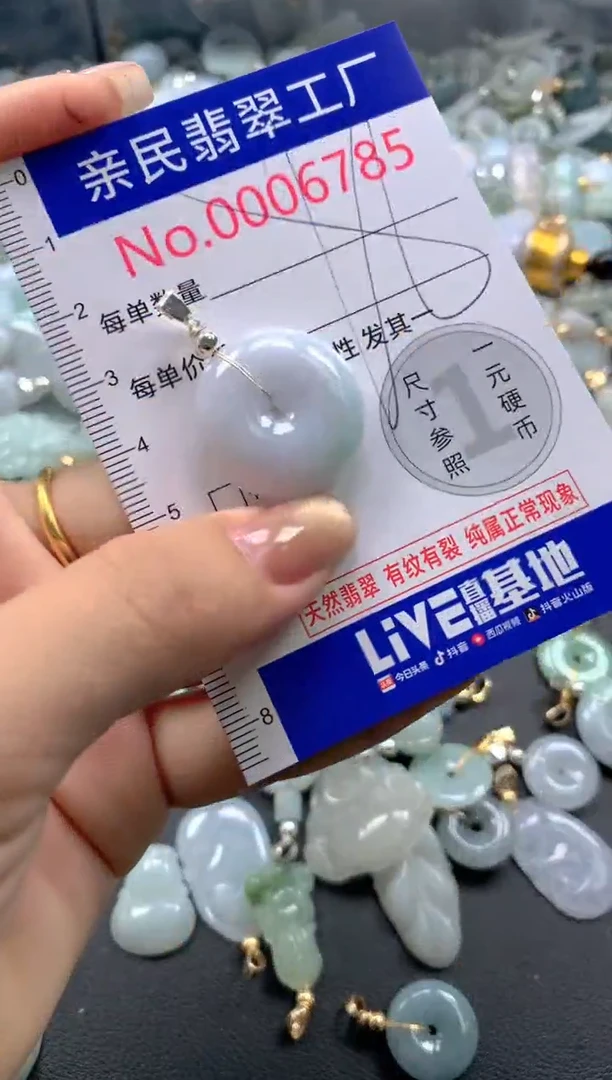 亲民翡翠工厂
No.0006785
每单数量
每单价
性发其一
尺寸参照
1
一元硬币
天然翡翠 有纹有裂 纯属正常现象
LiVE直播基地
今日头条 抖音 西瓜视频 抖音火山版
0
1
2
3
4
5
8